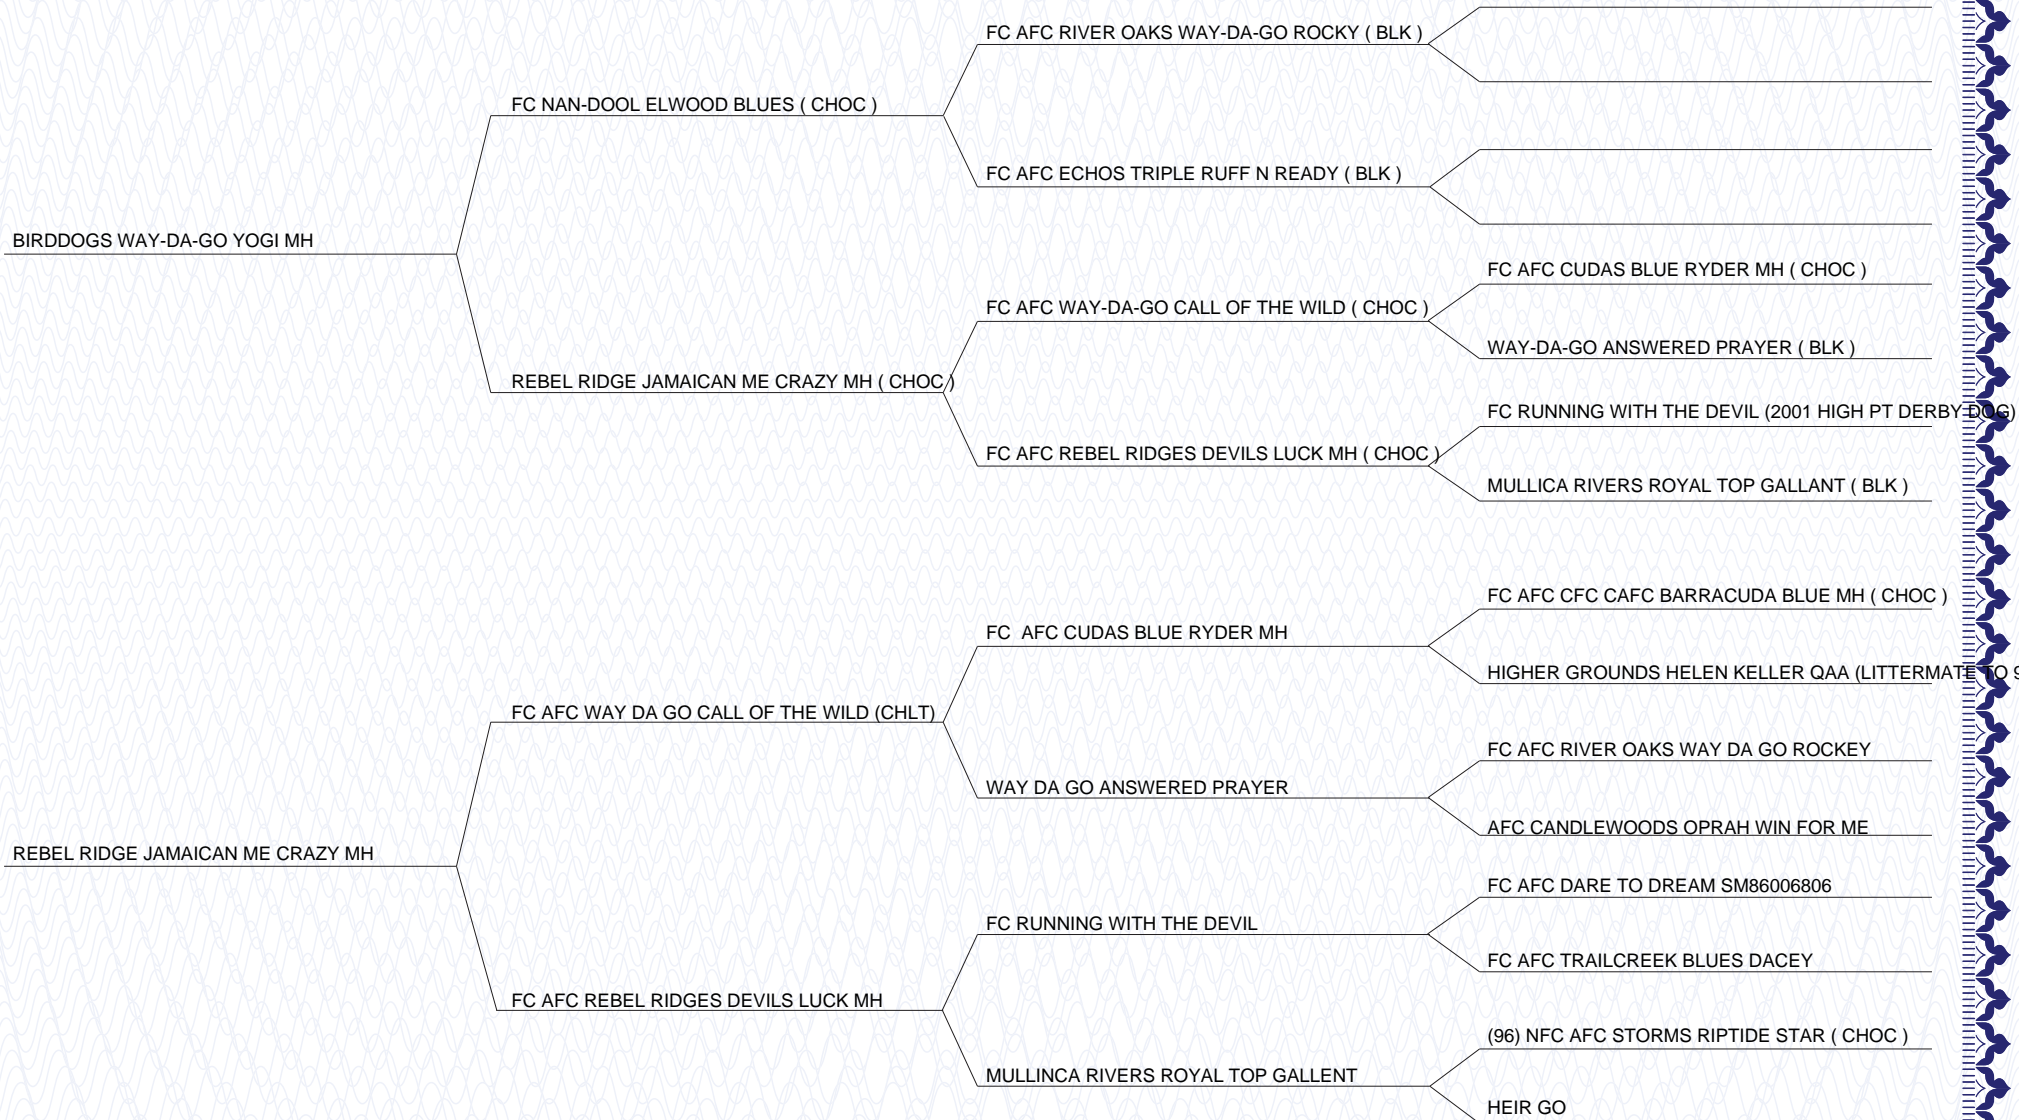 FC AFC RIVER OAKS WAY-DA-GO ROCKY ( BLK )
FC NAN-DOOL ELWOOD BLUES ( CHOC )
FC AFC ECHOS TRIPLE RUFF N READY ( BLK )
BIRDDOGS WAY-DA-GO YOGI MH
FC AFC CUDAS BLUE RYDER MH ( CHOC )
FC AFC WAY-DA-GO CALL OF THE WILD ( CHOC )
WAY-DA-GO ANSWERED PRAYER ( BLK )
REBEL RIDGE JAMAICAN ME CRAZY MH ( CHOC )
FC RUNNING WITH THE DEVIL (2001 HIGH PT DERBY DOG)
FC AFC REBEL RIDGES DEVILS LUCK MH ( CHOC )
MULLICA RIVERS ROYAL TOP GALLANT ( BLK )
FC AFC CFC CAFC BARRACUDA BLUE MH ( CHOC )
FC  AFC CUDAS BLUE RYDER MH
HIGHER GROUNDS HELEN KELLER QAA (LITTERMATE TO 9
FC AFC WAY DA GO CALL OF THE WILD (CHLT)
FC AFC RIVER OAKS WAY DA GO ROCKEY
WAY DA GO ANSWERED PRAYER
AFC CANDLEWOODS OPRAH WIN FOR ME
REBEL RIDGE JAMAICAN ME CRAZY MH
FC AFC DARE TO DREAM SM86006806
FC RUNNING WITH THE DEVIL
FC AFC TRAILCREEK BLUES DACEY
FC AFC REBEL RIDGES DEVILS LUCK MH
(96) NFC AFC STORMS RIPTIDE STAR ( CHOC )
MULLINCA RIVERS ROYAL TOP GALLENT
HEIR GO